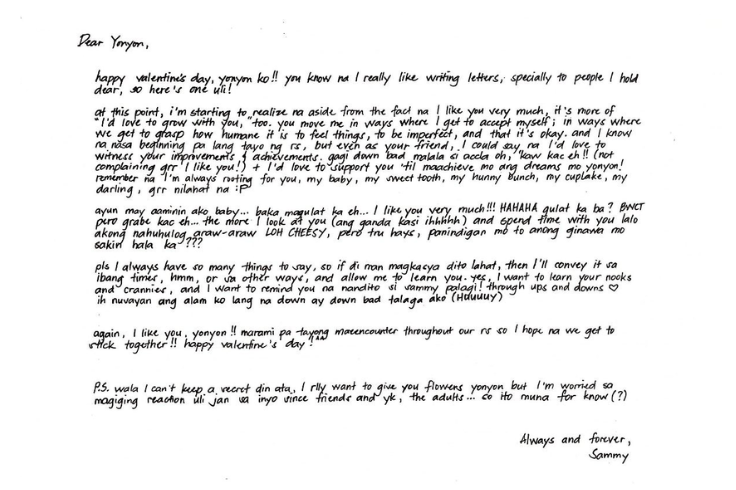 Dear Yonyon,
happy valentine's day, yonyon ko!! you know na I really like writing letters, specially to people I hold
dear, so here's one uli!
at this point, i'm starting to realize na aside from the fact na I like you very much, it's more of
"I'd love to grow with you," too. you move me in ways where I get to accept myself; in ways where
we get to grasp how humane it is to feel things, to be imperfect, and that it's okay. and I know
na nasa beginning pa lang tayo ng rs, but even as your friend, I could say na I'd love to
witness your improvements & achievements. gagi down bad malala si accla oh, 'kaw kac eh!! (not
complaining grr I like you!) + I'd love to support you 'til maachieve mo ang dreams mo yonyon!
remember na I'm always rooting for you, my baby, my sweet tooth, my hunny bunch, my cuplake, my
darling, grr nilahat na :P
ayun may aaminin ako baby... baka magulat ka eh... I like you very much!!! HAHAHA gulat ka ba? BWCT
pero grabe kac eh... the more I look at you (ang ganda kasi ihhhhh) and spend time with you lalo
akong nahuhulog araw-araw LOH CHEESY, pero tru hays, panindigan mo to anong ginawa mo
sakin hala ka ???
pls I always have so many things to say, so if di man magkacya dito lahat, then I'll convey it sa
ibang times, hmm, or sa other ways, and allow me to learn you. yes, I want to learn your nooks
and crannies, and I want to remind you na nandito si sammy palagi! through ups and downs ♡
ih nuvayan ang alam ko lang na down ay down bad talaga ako (Huuuuy)
again, I like you, yonyon!! marami pa tayong maeencounter throughout our rs so I hope na we get to
stick together!! happy valentine's day!
P.S. wala I can't keep a secret din ata, I rlly want to give you flowers yonyon but I'm worried sa
magiging reaction uli jan sa inyo since friends and yk, the adults... so ito muna for know (?)
Always and forever,
Sammy